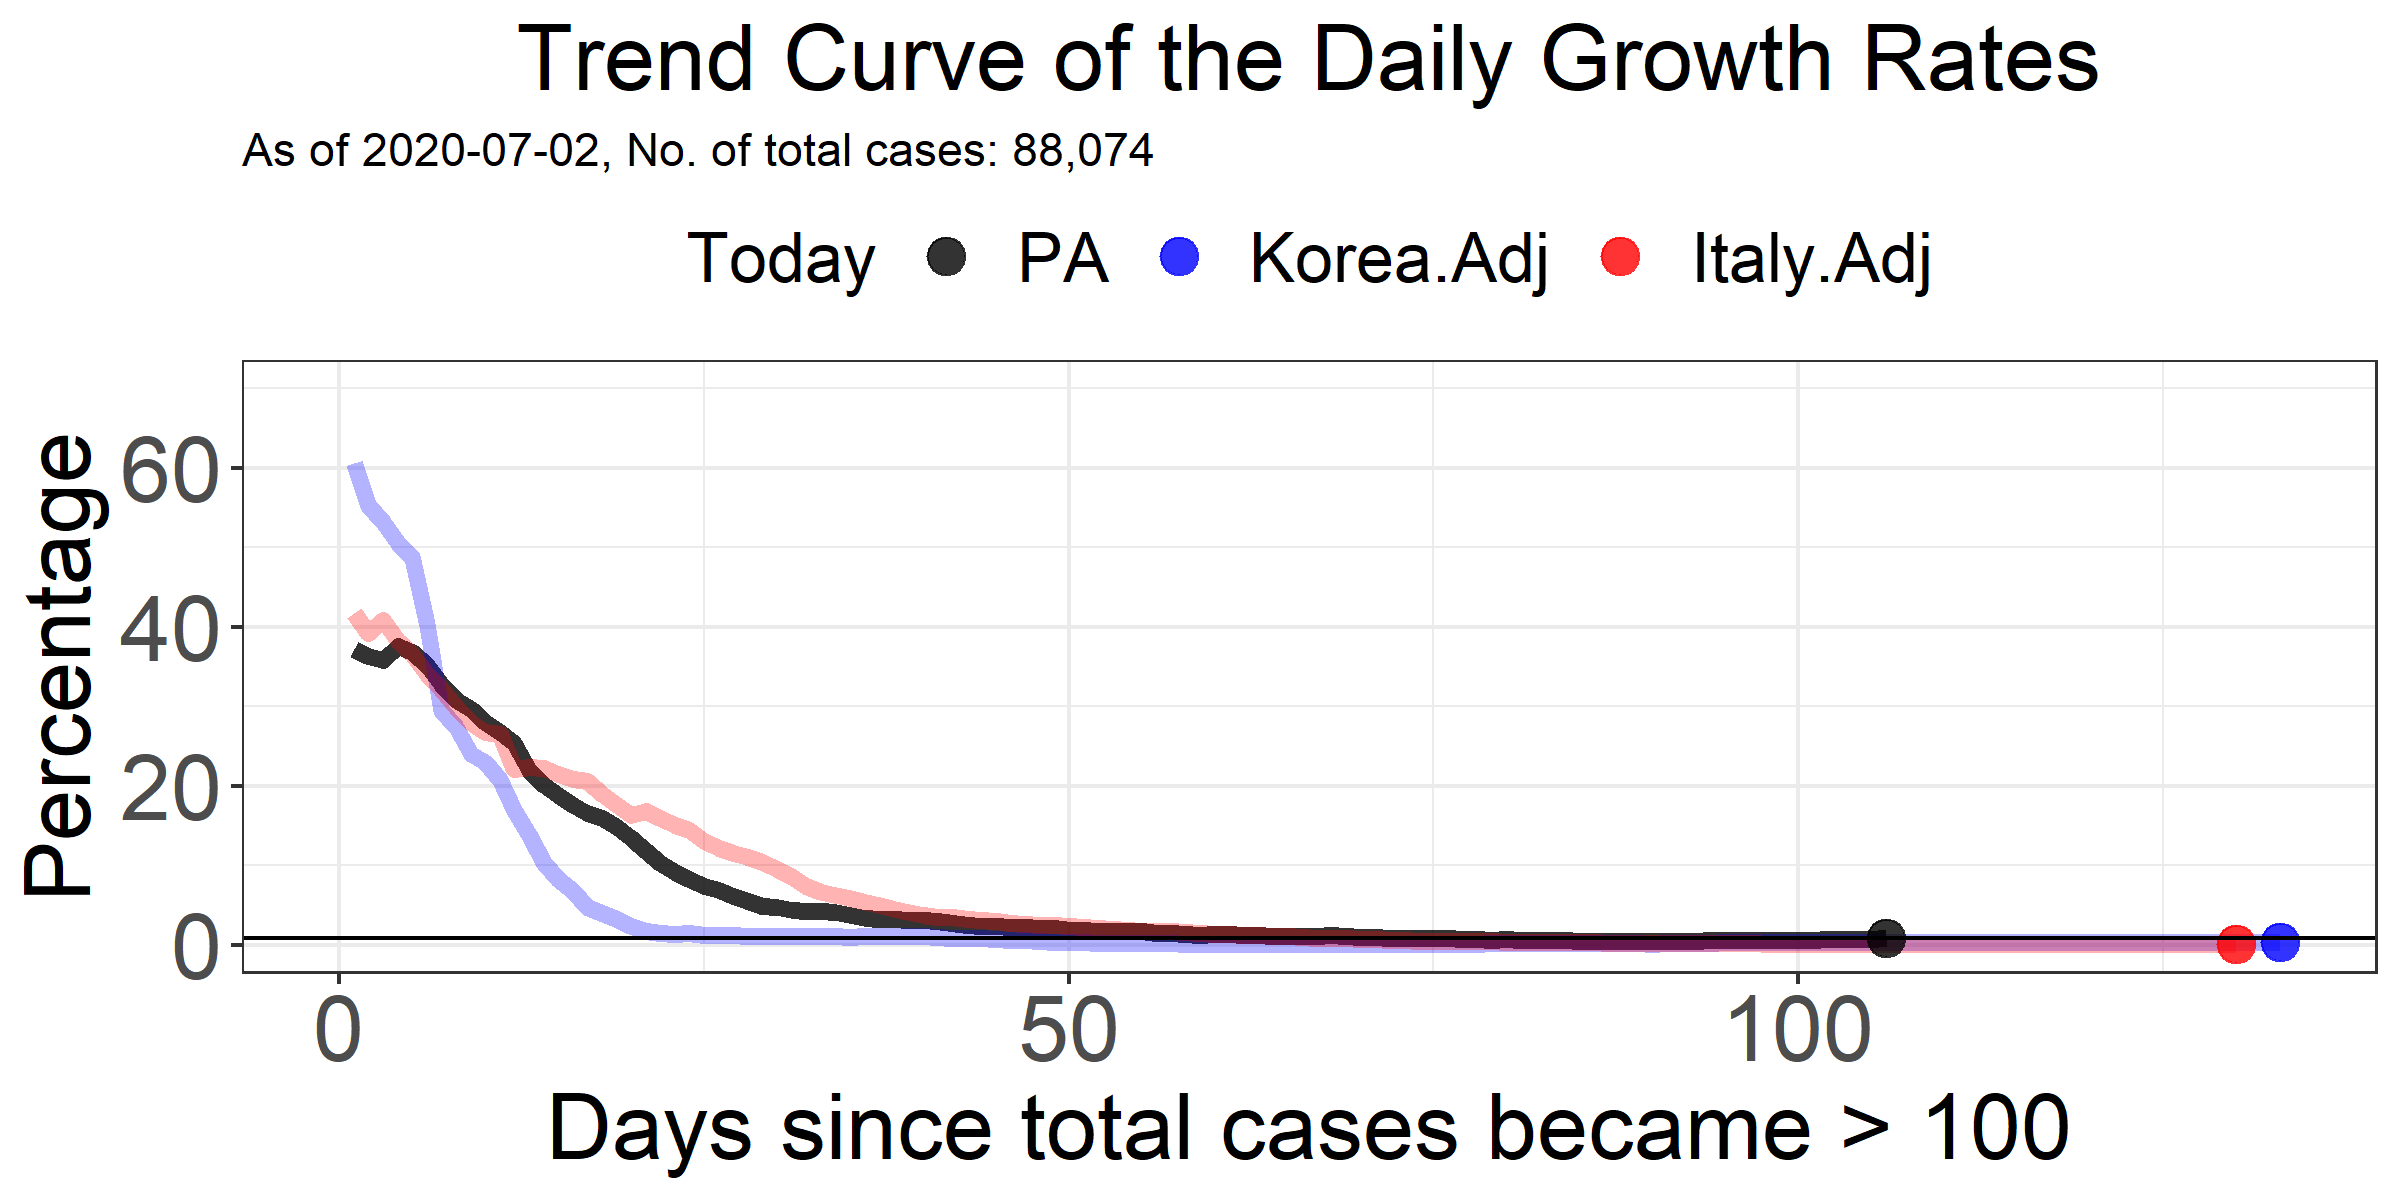 Trend Curve of the Daily Growth Rates
As of 2020-07-02, No. of total cases: 88,074
Today PA Korea.Adj Italy.Adj
Percentage
60
40
20
0
0 50 100
Days since total cases became > 100